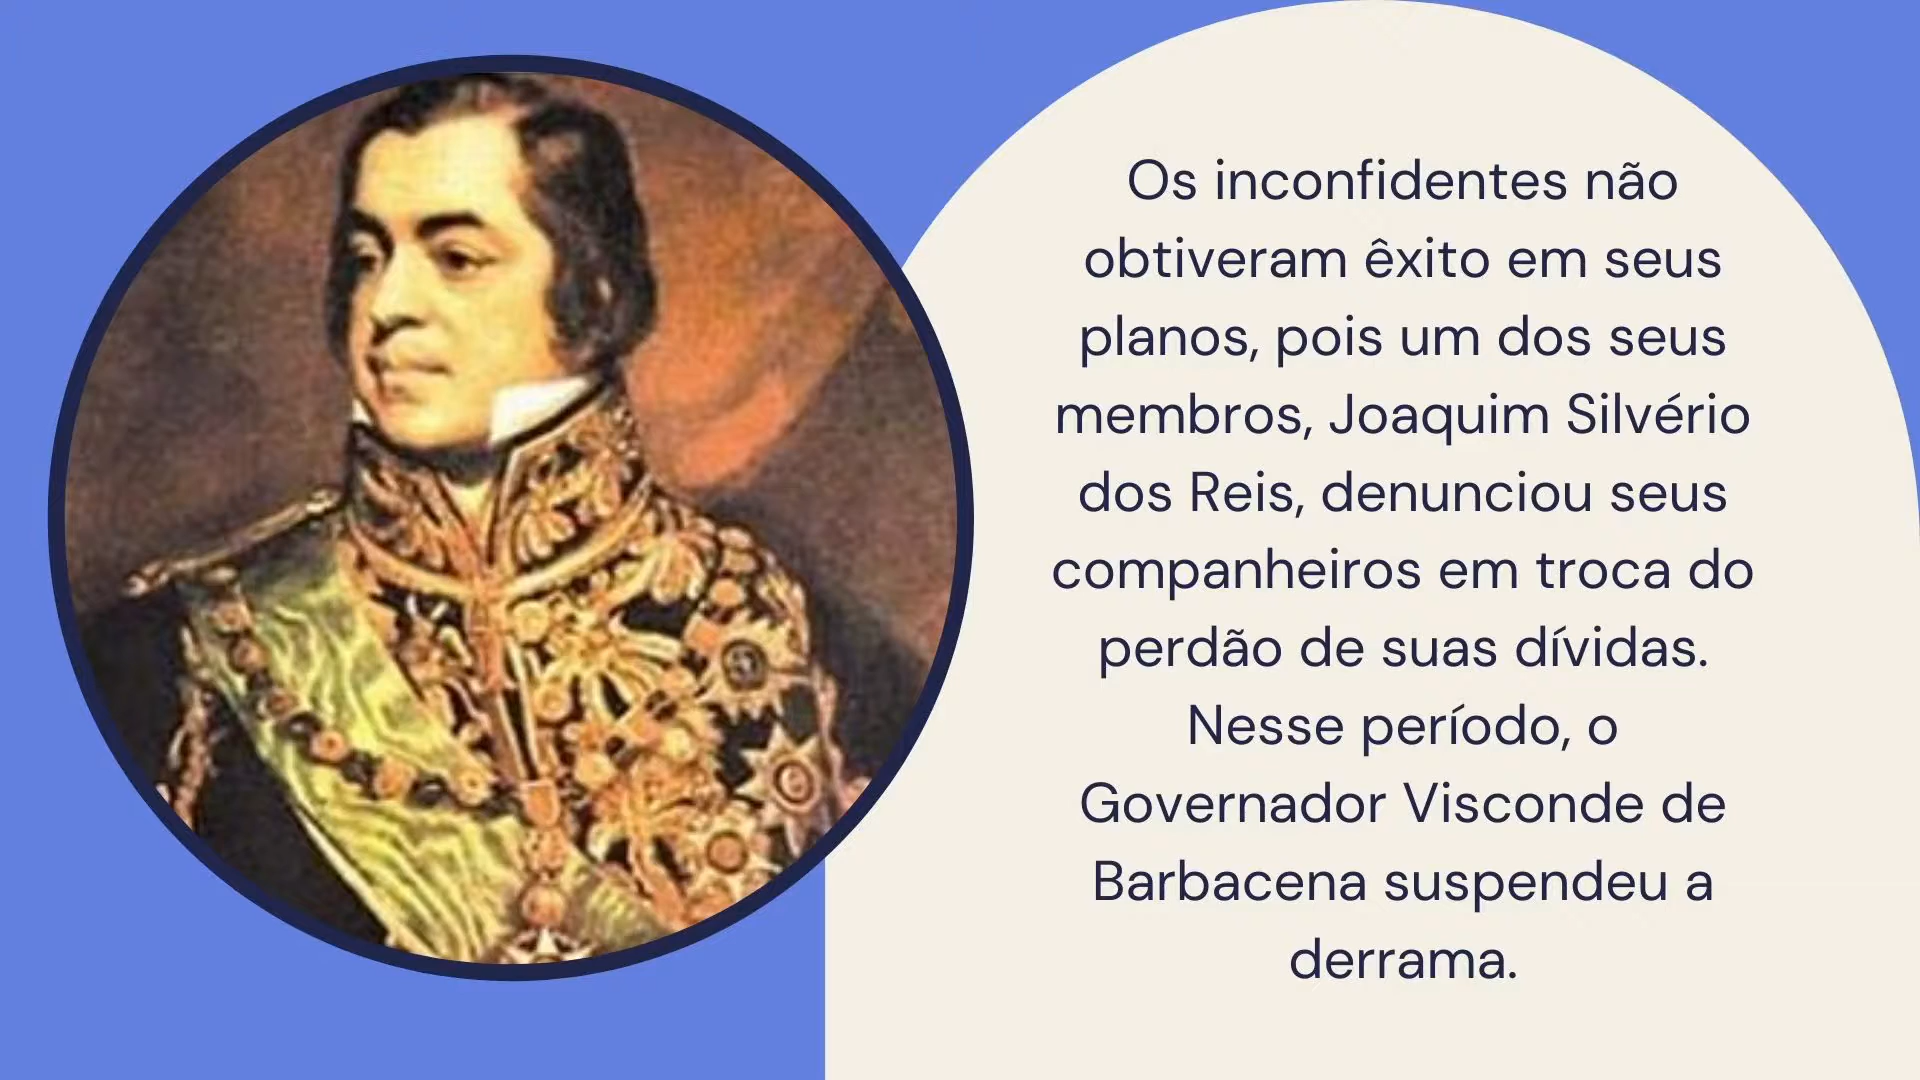 Os inconfidentes não
obtiveram êxito em seus
planos, pois um dos seus
membros, Joaquim Silvério
dos Reis, denunciou seus
companheiros em troca do
perdão de suas dívidas.
Nesse período, o
Governador Visconde de
Barbacena suspendeu a
derrama.